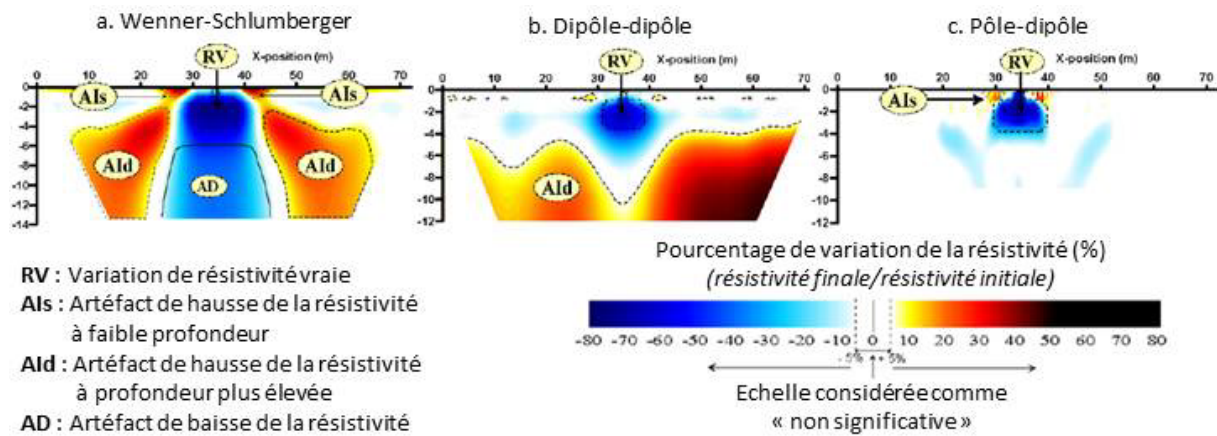 a. Wenner-Schlumberger
b. Dipôle-dipôle
c. Pôle-dipôle
RV X-position (m)
0 10 20 30 40 50 60 70
AIs AIs
AId AD AId
0
-2
-4
-6
-8
-10
-12
-14
RV X-position (m)
0 10 20 30 40 50 60 70
AId
0
-2
-4
-6
-8
-10
-12
RV X-position (m)
0 10 20 30 40 50 60 70
AIs
0
-2
-4
-6
-8
-10
-12
RV : Variation de résistivité vraie
AIs : Artéfact de hausse de la résistivité
à faible profondeur
AId : Artéfact de hausse de la résistivité
à profondeur plus élevée
AD : Artéfact de baisse de la résistivité
Pourcentage de variation de la résistivité (%)
(résistivité finale/résistivité initiale)
-80 -70 -60 -50 -40 -30 -20 -10 0 10 20 30 40 50 60 70 80
- 5% + 5%
Echelle considérée comme
« non significative »